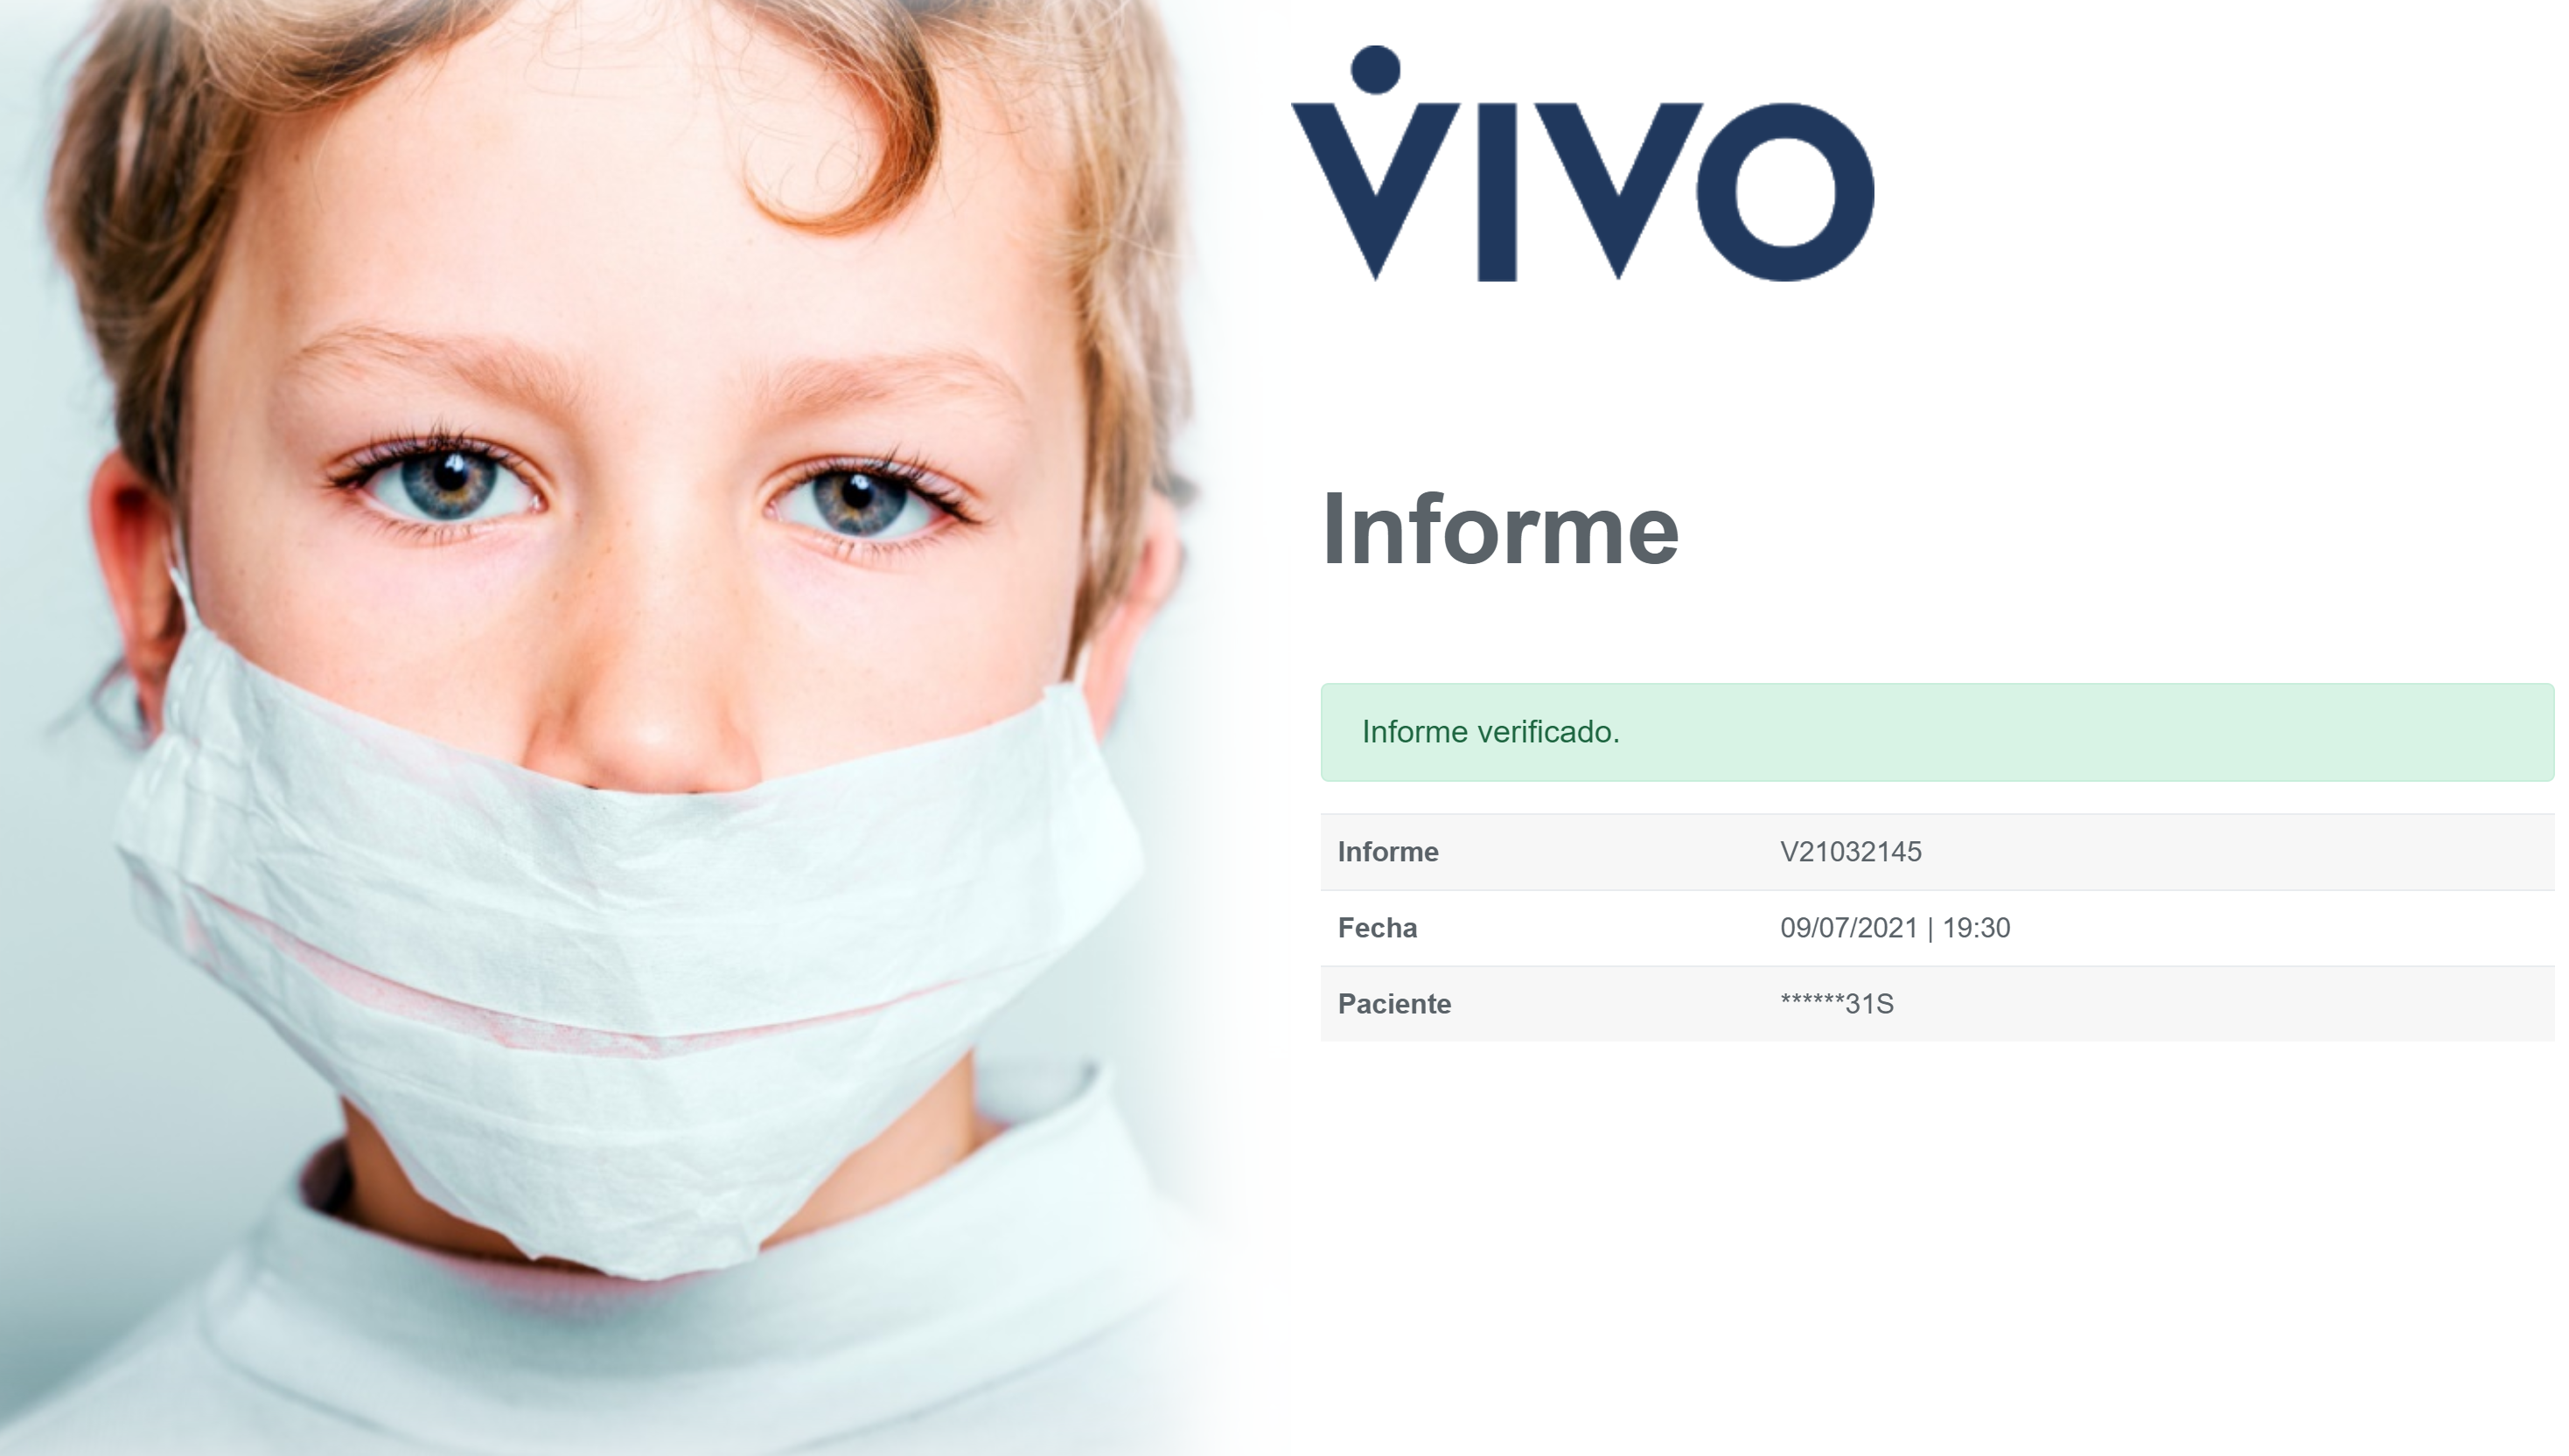 VIVO
Informe
Informe verificado.
Informe V21032145
Fecha 09/07/2021 | 19:30
Paciente ******31S